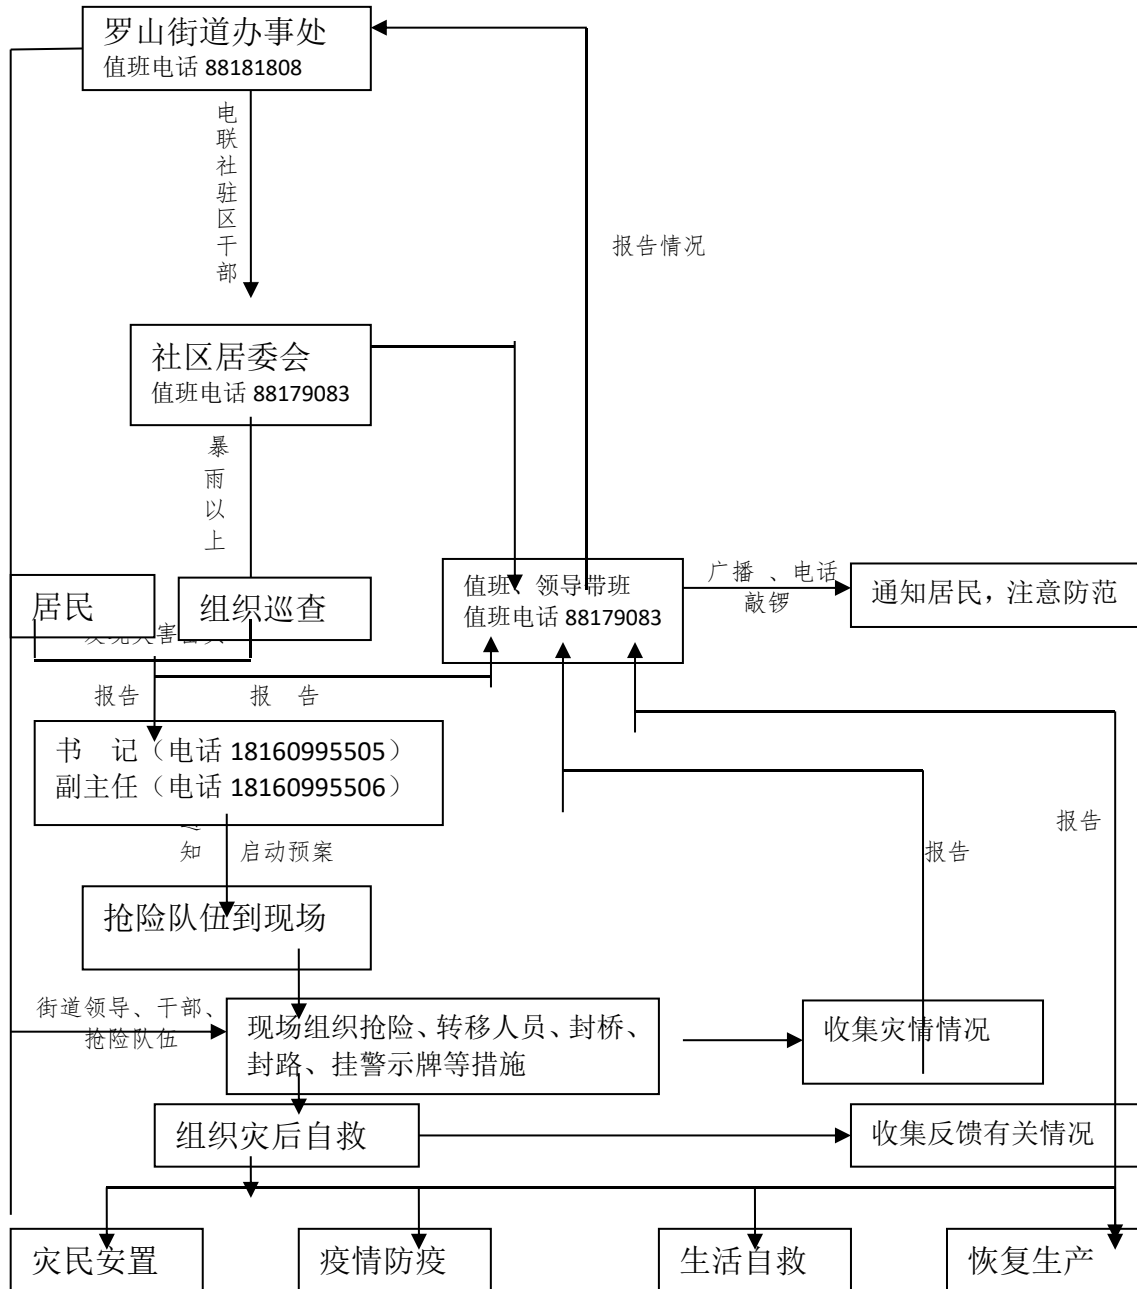 罗山街道办事处
值班电话 88181808
电联社驻区干部
报告情况
社区居委会
值班电话 88179083
暴雨以上
居民
组织巡查
值班、领导带班
值班电话 88179083
广播 、电话
敲锣
通知居民，注意防范
报告
报 告
书 记（电话 18160995505）
副主任（电话 18160995506）
知
启动预案
报告
报告
抢险队伍到现场
街道领导、干部、
抢险队伍
现场组织抢险、转移人员、封桥、
封路、挂警示牌等措施
收集灾情情况
组织灾后自救
收集反馈有关情况
灾民安置
疫情防疫
生活自救
恢复生产